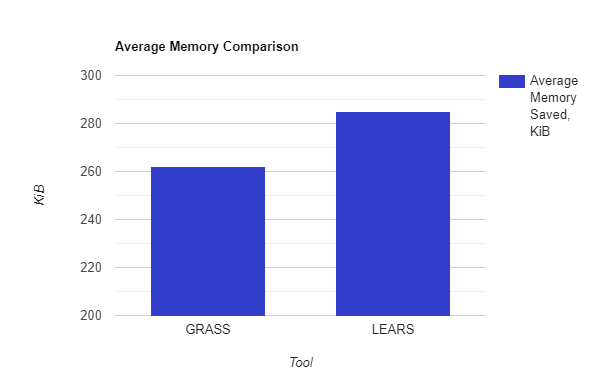 Average Memory Comparison
300
280
260
240
220
200
KiB
GRASS
LEARS
Tool
Average
Memory
Saved,
KiB